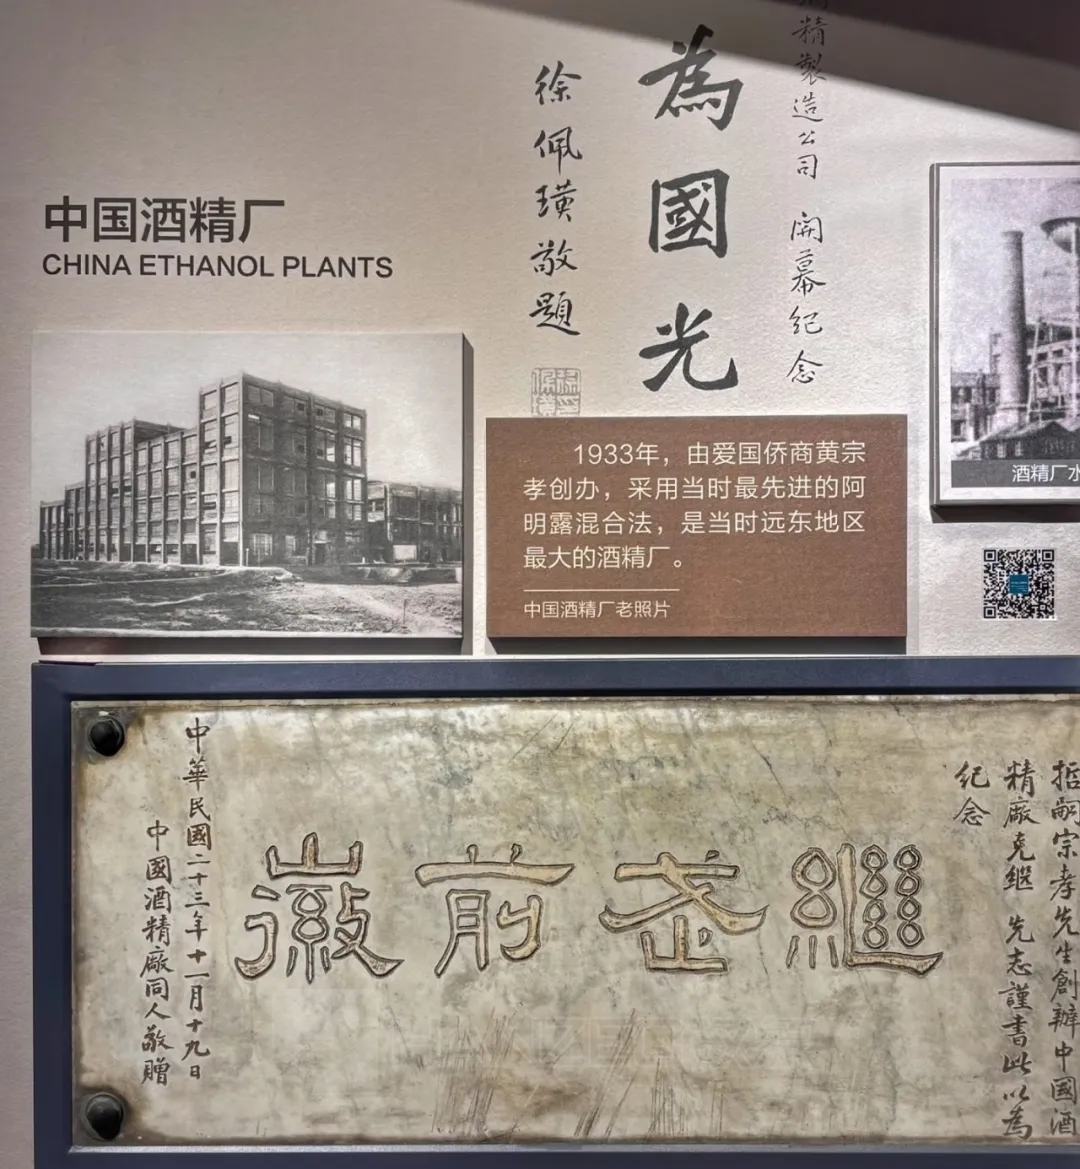 中国酒精厂
CHINA ETHANOL PLANTS
精製造公司 開幕紀念
為國光
徐佩璜敬題
1933年，由爱国侨商黄宗
孝创办，采用当时最先进的阿
明露混合法，是当时远东地区
最大的酒精厂。
中国酒精厂老照片
酒精厂水
哲嗣宗孝先生創辦中國酒
精廠克繼 先志謹書此以為
紀念
繼武前徽
中華民國二十三年十一月十九日
中國酒精廠同人敬贈